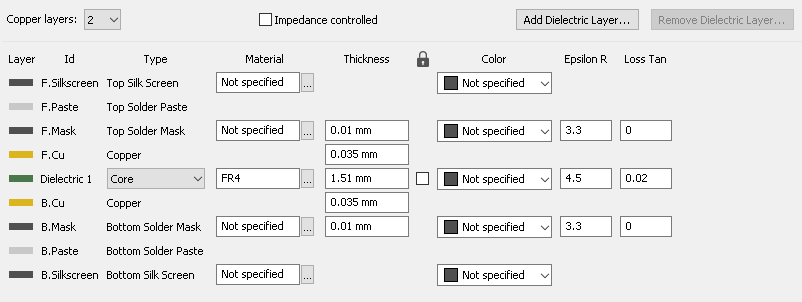 Copper layers: 2 Impedance controlled Add Dielectric Layer... Remove Dielectric Layer...
Layer Id Type Material Thickness Color Epsilon R Loss Tan
F.Silkscreen Top Silk Screen Not specified ... Not specified
F.Paste Top Solder Paste
F.Mask Top Solder Mask Not specified ... 0.01 mm Not specified 3.3 0
F.Cu Copper 0.035 mm
Dielectric 1 Core FR4 ... 1.51 mm Not specified 4.5 0.02
B.Cu Copper 0.035 mm
B.Mask Bottom Solder Mask Not specified ... 0.01 mm Not specified 3.3 0
B.Paste Bottom Solder Paste
B.Silkscreen Bottom Silk Screen Not specified ... Not specified